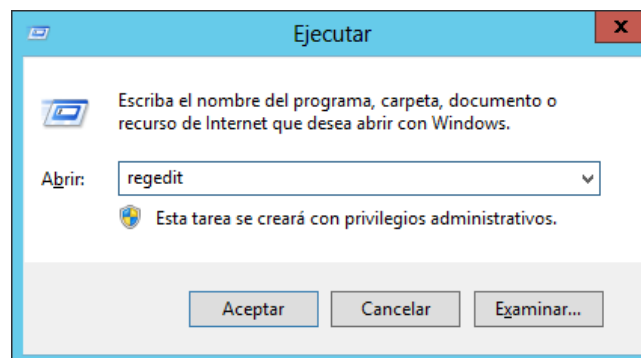 Ejecutar
x
Escriba el nombre del programa, carpeta, documento o
recurso de Internet que desea abrir con Windows.
Abrir: regedit
Esta tarea se creará con privilegios administrativos.
Aceptar Cancelar Examinar...